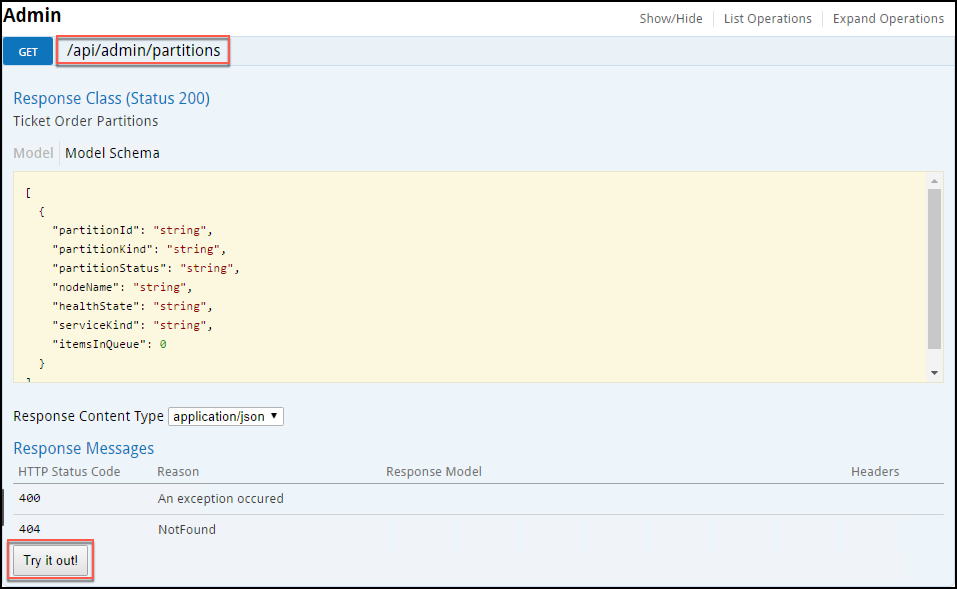 Admin
Show/Hide List Operations Expand Operations
GET /api/admin/partitions
Response Class (Status 200)
Ticket Order Partitions
Model Model Schema
[
{
"partitionId": "string",
"partitionKind": "string",
"partitionStatus": "string",
"nodeName": "string",
"healthState": "string",
"serviceKind": "string",
"itemsInQueue": 0
}
]
Response Content Type application/json
Response Messages
HTTP Status Code Reason Response Model Headers
400 An exception occured
404 NotFound
Try it out!